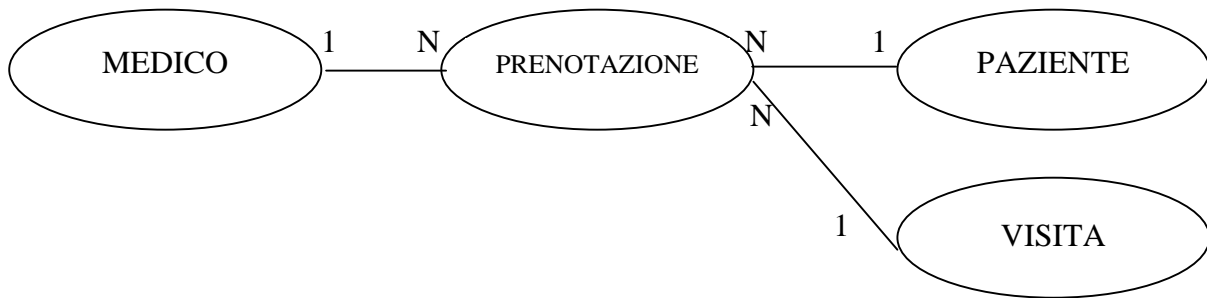 MEDICO 1 N PRENOTAZIONE N 1 PAZIENTE
N
1 VISITA